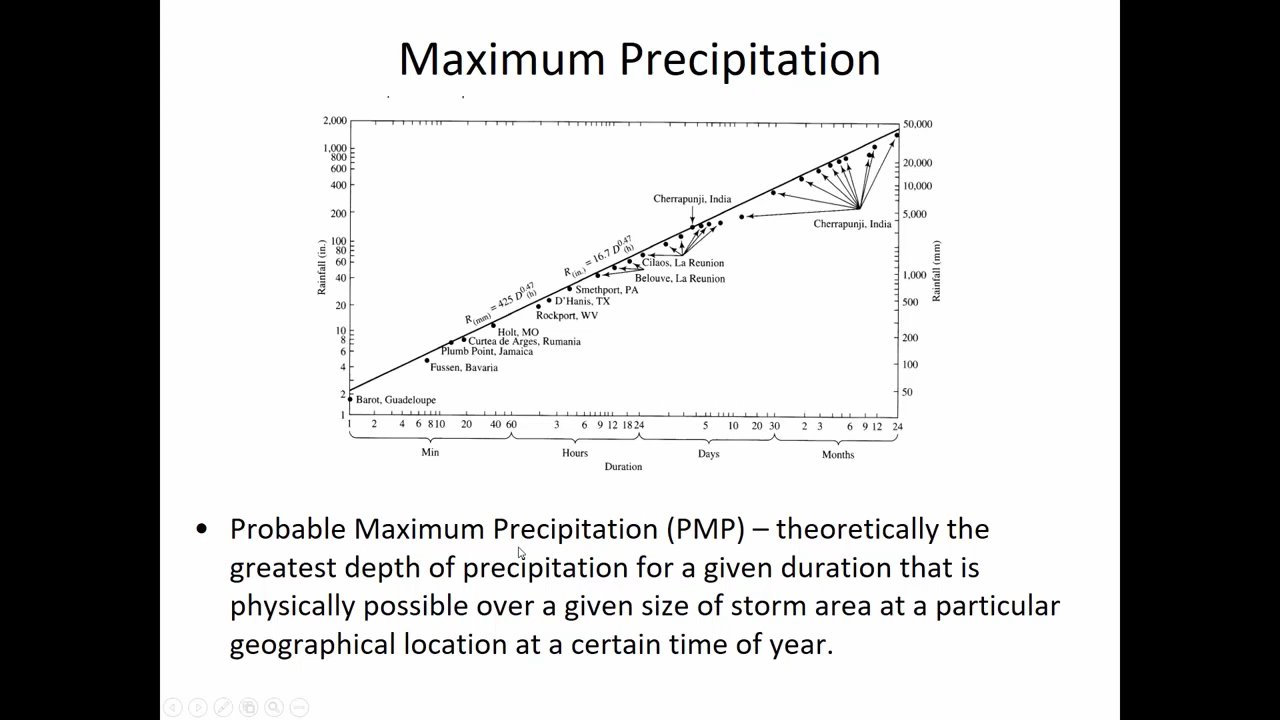 Maximum Precipitation
2,000
1,000
800
600
400
200
100
80
60
40
20
10
8
6
4
2
1
Rainfall (in.)
50,000
20,000
10,000
5,000
1,000
500
200
100
50
Rainfall (mm)
Cherrapunji, India
Cherrapunji, India
R(in.) = 16.7 D(h)^0.47
Cilaos, La Reunion
Belouve, La Reunion
R(mm) = 425 D(h)^0.47
Smethport, PA
D'Hanis, TX
Rockport, WV
Holt, MO
Curtea de Arges, Rumania
Plumb Point, Jamaica
Fussen, Bavaria
Barot, Guadeloupe
1 2 4 6 8 10 20 40 60 3 6 9 12 18 24 5 10 20 30 2 3 6 9 12 24
Min Hours Days Months
Duration
• Probable Maximum Precipitation (PMP) – theoretically the
greatest depth of precipitation for a given duration that is
physically possible over a given size of storm area at a particular
geographical location at a certain time of year.